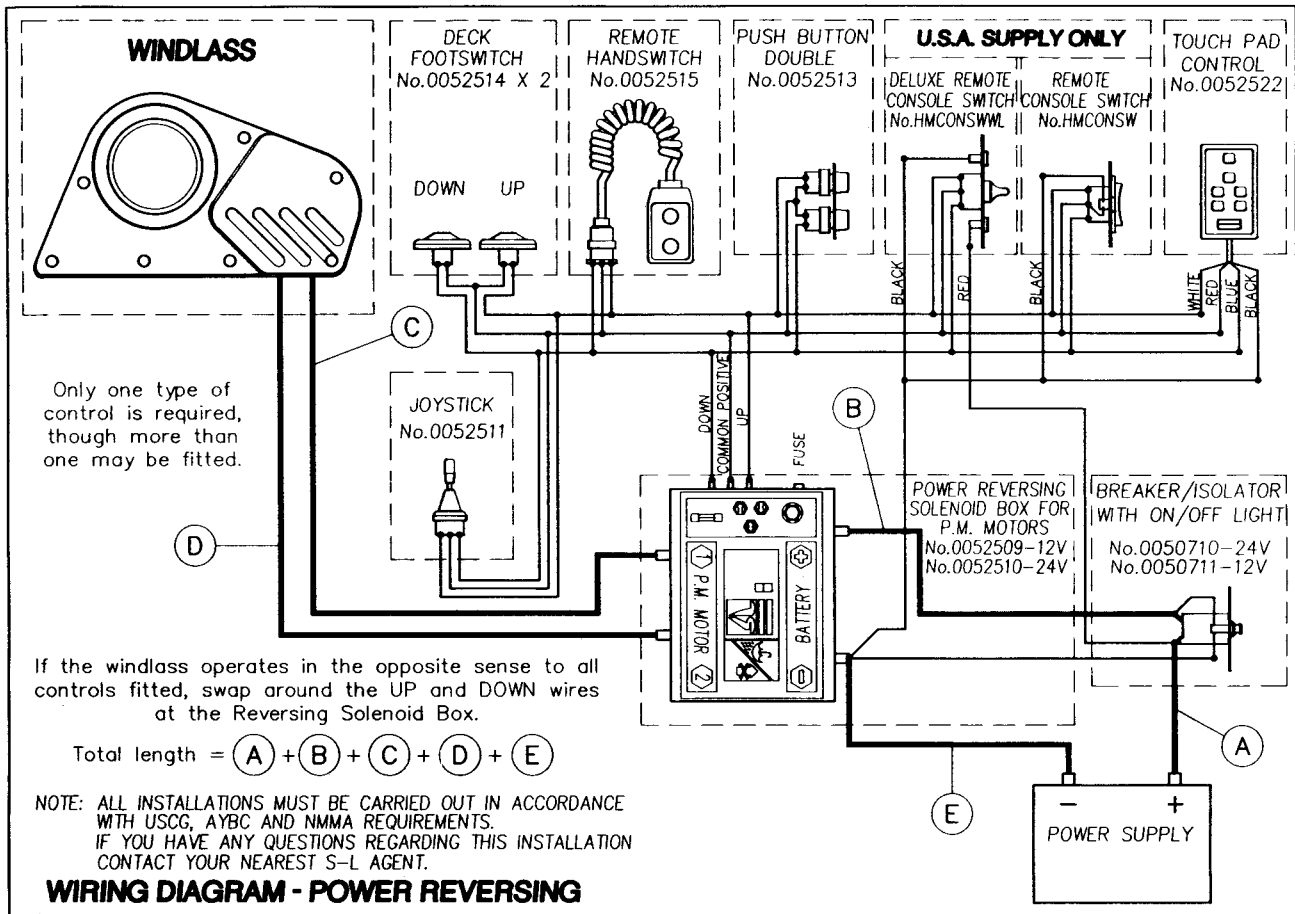 WINDLASS
DECK
FOOTSWITCH
No.0052514 X 2
DOWN
UP
REMOTE
HANDSWITCH
No.0052515
PUSH BUTTON
DOUBLE
No.0052513
U.S.A. SUPPLY ONLY
DELUXE REMOTE
CONSOLE SWITCH
No.HMCONSWWL
REMOTE
CONSOLE SWITCH
No.HMCONSW
TOUCH PAD
CONTROL
No.0052522
BLACK
RED
BLACK
WHITE
RED
BLUE
BLACK
C
Only one type of
control is required,
though more than
one may be fitted.
JOYSTICK
No.0052511
DOWN
COMMON POSITIVE
UP
FUSE
B
D
POWER REVERSING
SOLENOID BOX FOR
P.M. MOTORS
No.0052509-12V
No.0052510-24V
BREAKER/ISOLATOR
WITH ON/OFF LIGHT
No.0050710-24V
No.0050711-12V
1 P.M. MOTOR 2
+ BATTERY -
If the windlass operates in the opposite sense to all
controls fitted, swap around the UP and DOWN wires
at the Reversing Solenoid Box.
Total length = A + B + C + D + E
A
E
- +
POWER SUPPLY
NOTE: ALL INSTALLATIONS MUST BE CARRIED OUT IN ACCORDANCE
WITH USCG, AYBC AND NMMA REQUIREMENTS.
IF YOU HAVE ANY QUESTIONS REGARDING THIS INSTALLATION
CONTACT YOUR NEAREST S-L AGENT.
WIRING DIAGRAM - POWER REVERSING